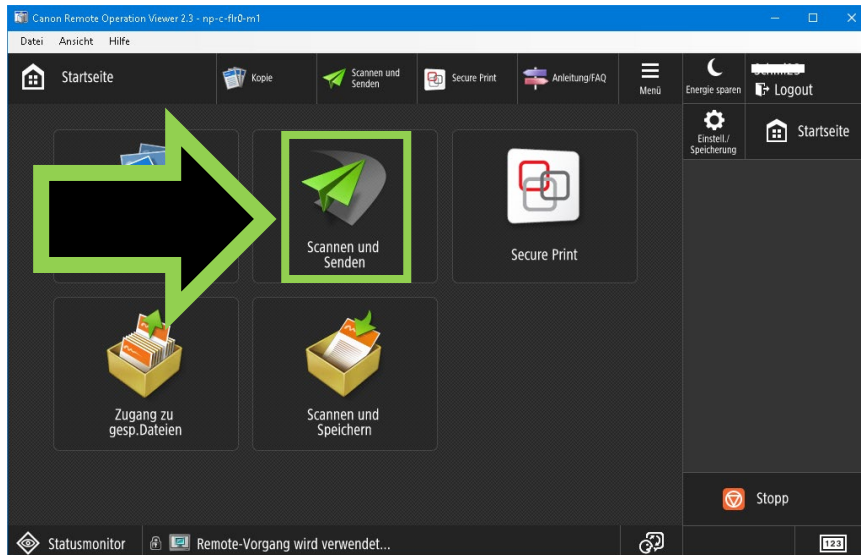 Canon Remote Operation Viewer 2.3 - np-c-flr0-m1
Datei Ansicht Hilfe
Startseite
Kopie
Scannen und
Senden
Secure Print
Anleitung/FAQ
Menü
Energie sparen
Logout
Einstell./
Speicherung
Startseite
Scannen und
Senden
Secure Print
Zugang zu
gesp.Dateien
Scannen und
Speichern
Stopp
Statusmonitor
Remote-Vorgang wird verwendet...
123